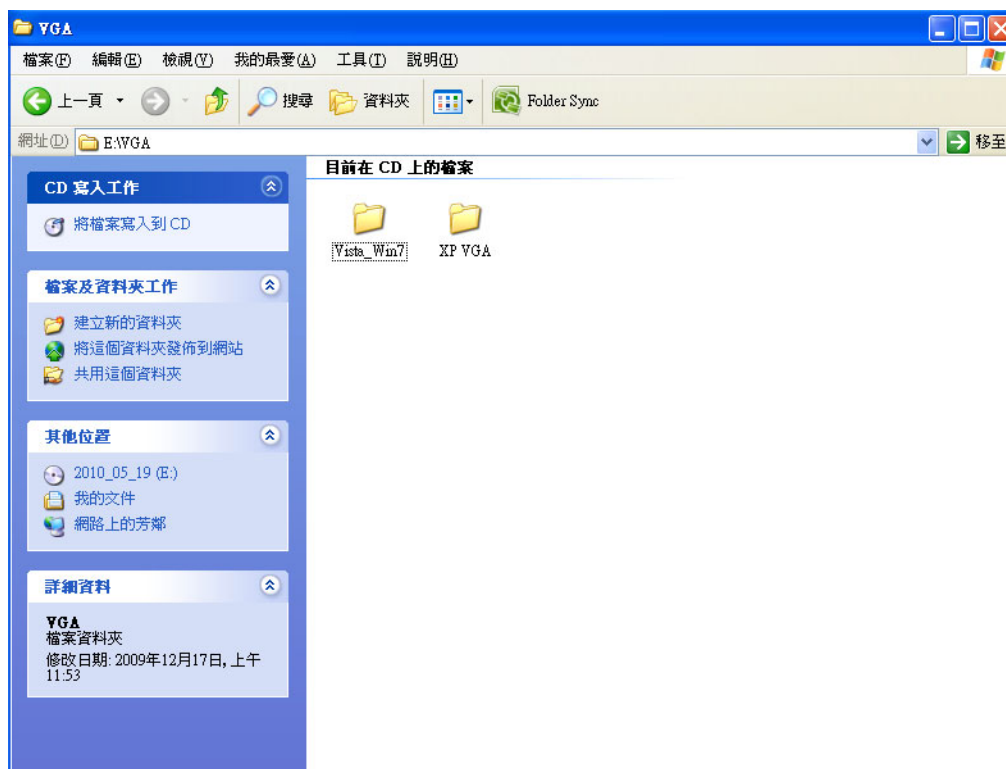 VGA
檔案(F) 編輯(E) 檢視(V) 我的最愛(A) 工具(T) 說明(H)
上一頁 搜尋 資料夾 Folder Sync
網址(D) E:\VGA 移至
目前在 CD 上的檔案
CD 寫入工作
將檔案寫入到 CD
Vista_Win7 XP VGA
檔案及資料夾工作
建立新的資料夾
將這個資料夾發佈到網站
共用這個資料夾
其他位置
2010_05_19 (E:)
我的文件
網路上的芳鄰
詳細資料
VGA
檔案資料夾
修改日期: 2009年12月17日, 上午
11:53